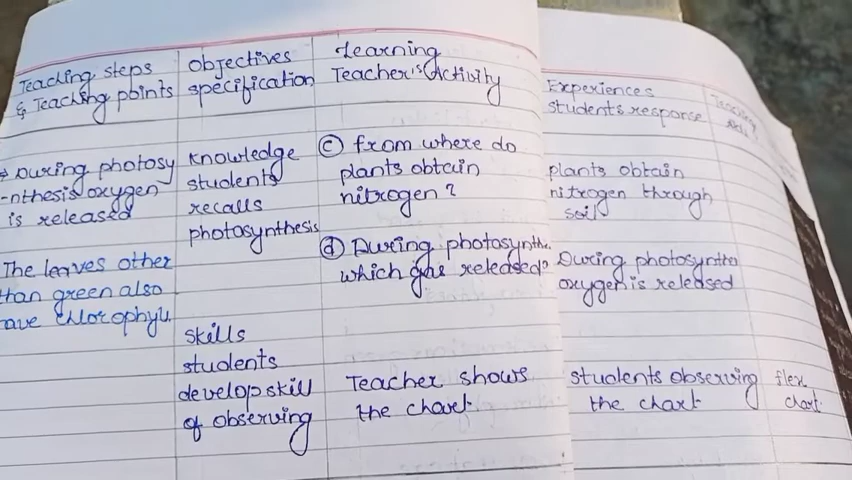 Teaching steps
& Teaching points
During photosy
-nthesis oxygen
is released
The leaves other
than green also
have chlorophyll
Objectives
specification
Knowledge
students
recalls
photosynthesis
skills
students
develop skill
of observing
Learning
Teacher's Activity
(c) from where do
plants obtain
nitrogen?
(d) During photosynthe
which gas released?
Teacher shows
the chart
Experiences
students response
plants obtain
nitrogen through
soil
During photosynthe
oxygen is released
students observing
the chart
Teaching
Aids
flex
chart